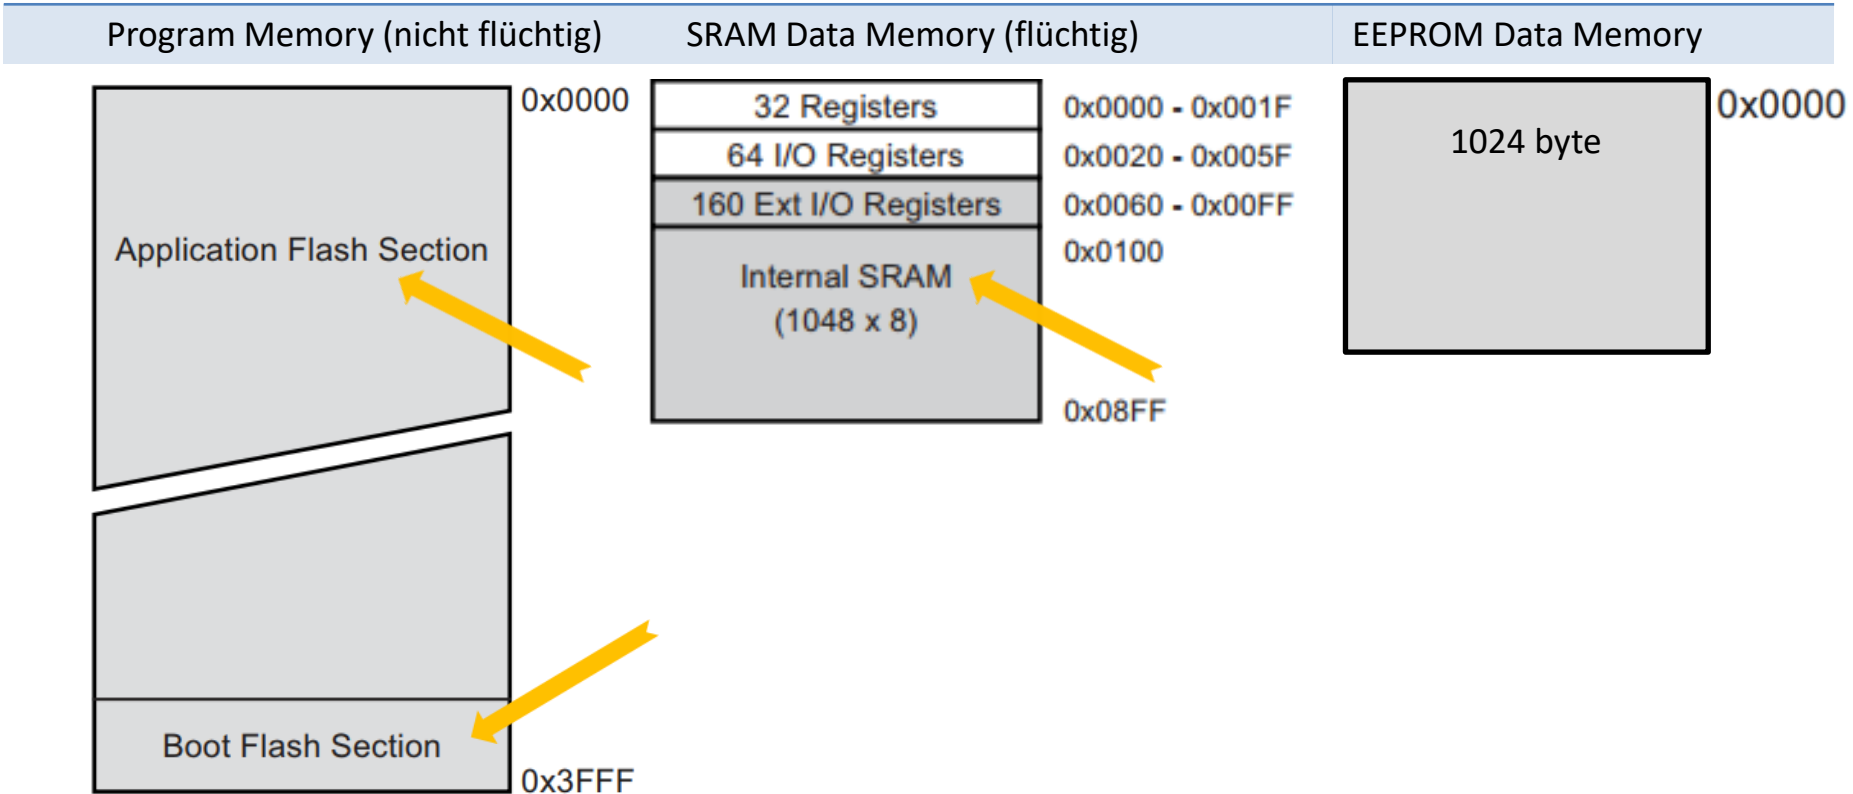 Program Memory (nicht flüchtig)
SRAM Data Memory (flüchtig)
EEPROM Data Memory
0x0000
Application Flash Section
Boot Flash Section
0x3FFF
32 Registers
0x0000 - 0x001F
64 I/O Registers
0x0020 - 0x005F
160 Ext I/O Registers
0x0060 - 0x00FF
0x0100
Internal SRAM
(1048 x 8)
0x08FF
0x0000
1024 byte